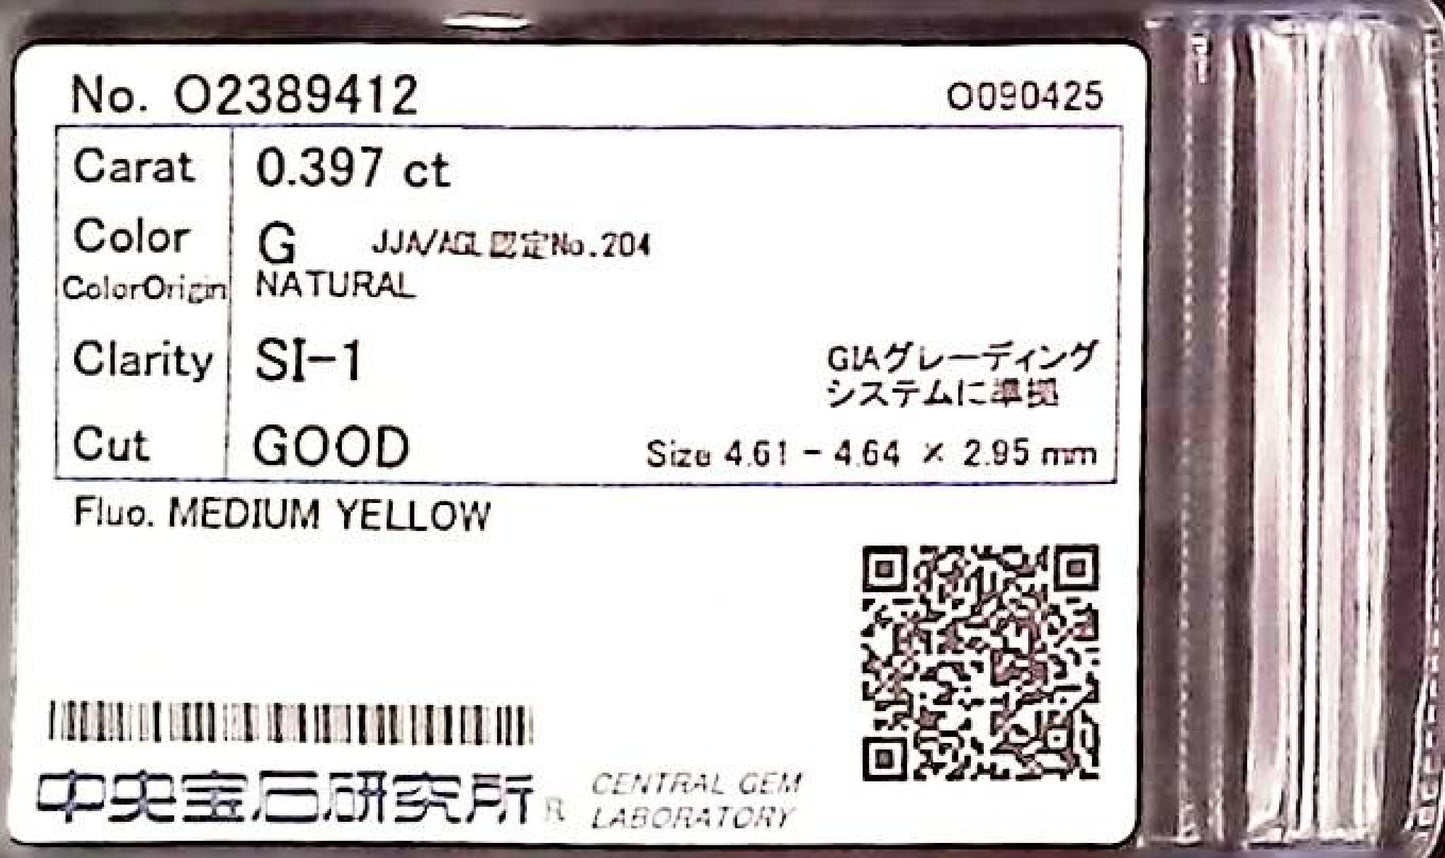 No. O2389412 O090425
Carat 0.397 ct
Color G JJA/AGL認定No.204
ColorOrigin NATURAL
Clarity SI-1 GIAグレーディング
システムに準拠
Cut GOOD Size 4.61 - 4.64 × 2.95 mm
Fluo. MEDIUM YELLOW
中央宝石研究所® CENTRAL GEM
LABORATORY